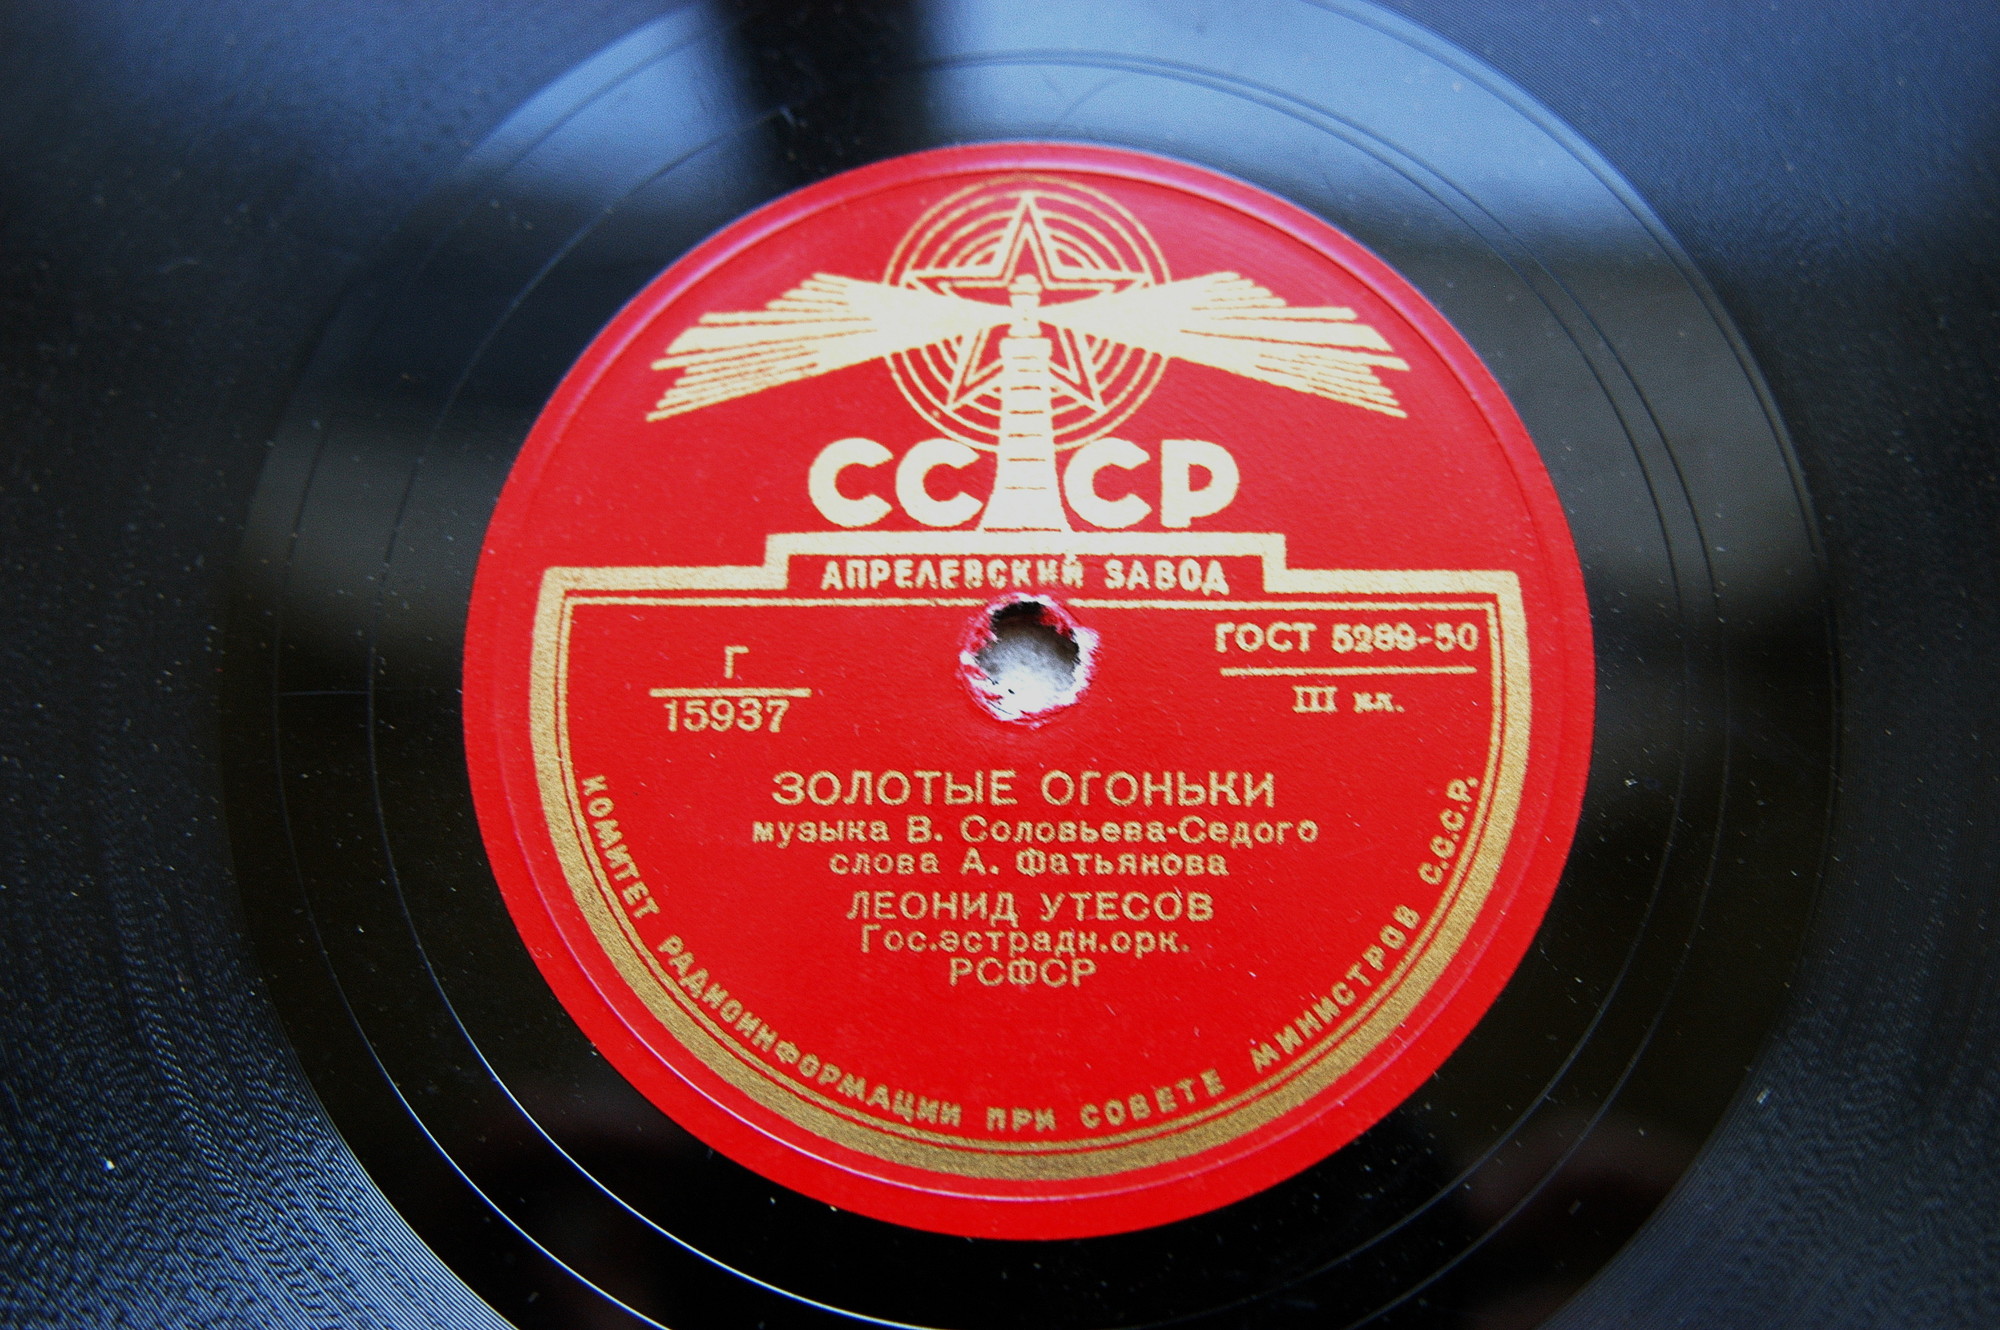 СССР
АПРЕЛЕВСКИЙ ЗАВОД
ГОСТ 5289-50
III кл.
Г
15937
ЗОЛОТЫЕ ОГОНЬКИ
музыка В. Соловьева-Седого
слова А. Фатьянова
ЛЕОНИД УТЕСОВ
Гос.эстрадн.орк.
РСФСР
КОМИТЕТ РАДИОИНФОРМАЦИИ ПРИ СОВЕТЕ МИНИСТРОВ С.С.С.Р.